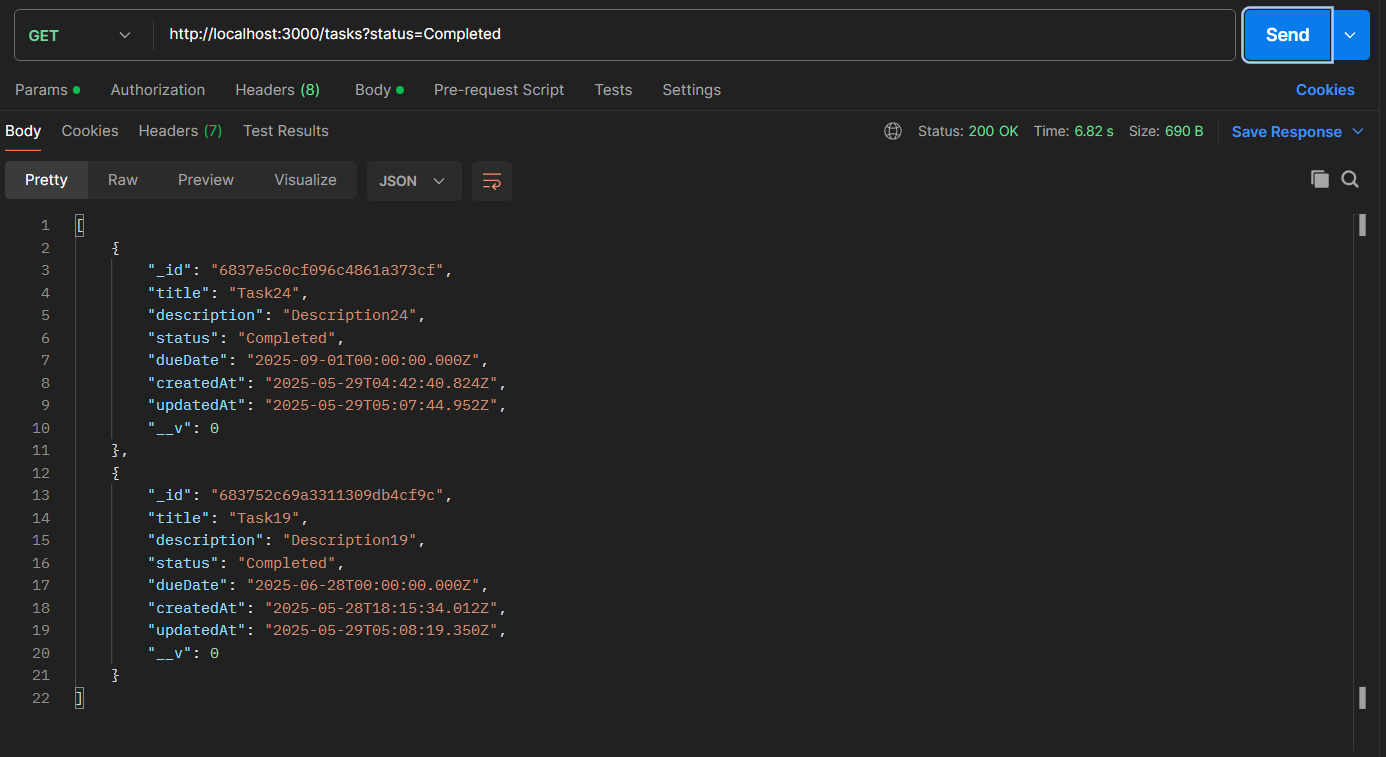 GET http://localhost:3000/tasks?status=Completed Send
Params Authorization Headers (8) Body Pre-request Script Tests Settings Cookies
Body Cookies Headers (7) Test Results Status: 200 OK Time: 6.82 s Size: 690 B Save Response
Pretty Raw Preview Visualize JSON
1 [
2 {
3 "_id": "6837e5c0cf096c4861a373cf",
4 "title": "Task24",
5 "description": "Description24",
6 "status": "Completed",
7 "dueDate": "2025-09-01T00:00:00.000Z",
8 "createdAt": "2025-05-29T04:42:40.824Z",
9 "updatedAt": "2025-05-29T05:07:44.952Z",
10 "__v": 0
11 },
12 {
13 "_id": "683752c69a3311309db4cf9c",
14 "title": "Task19",
15 "description": "Description19",
16 "status": "Completed",
17 "dueDate": "2025-06-28T00:00:00.000Z",
18 "createdAt": "2025-05-28T18:15:34.012Z",
19 "updatedAt": "2025-05-29T05:08:19.350Z",
20 "__v": 0
21 }
22 ]